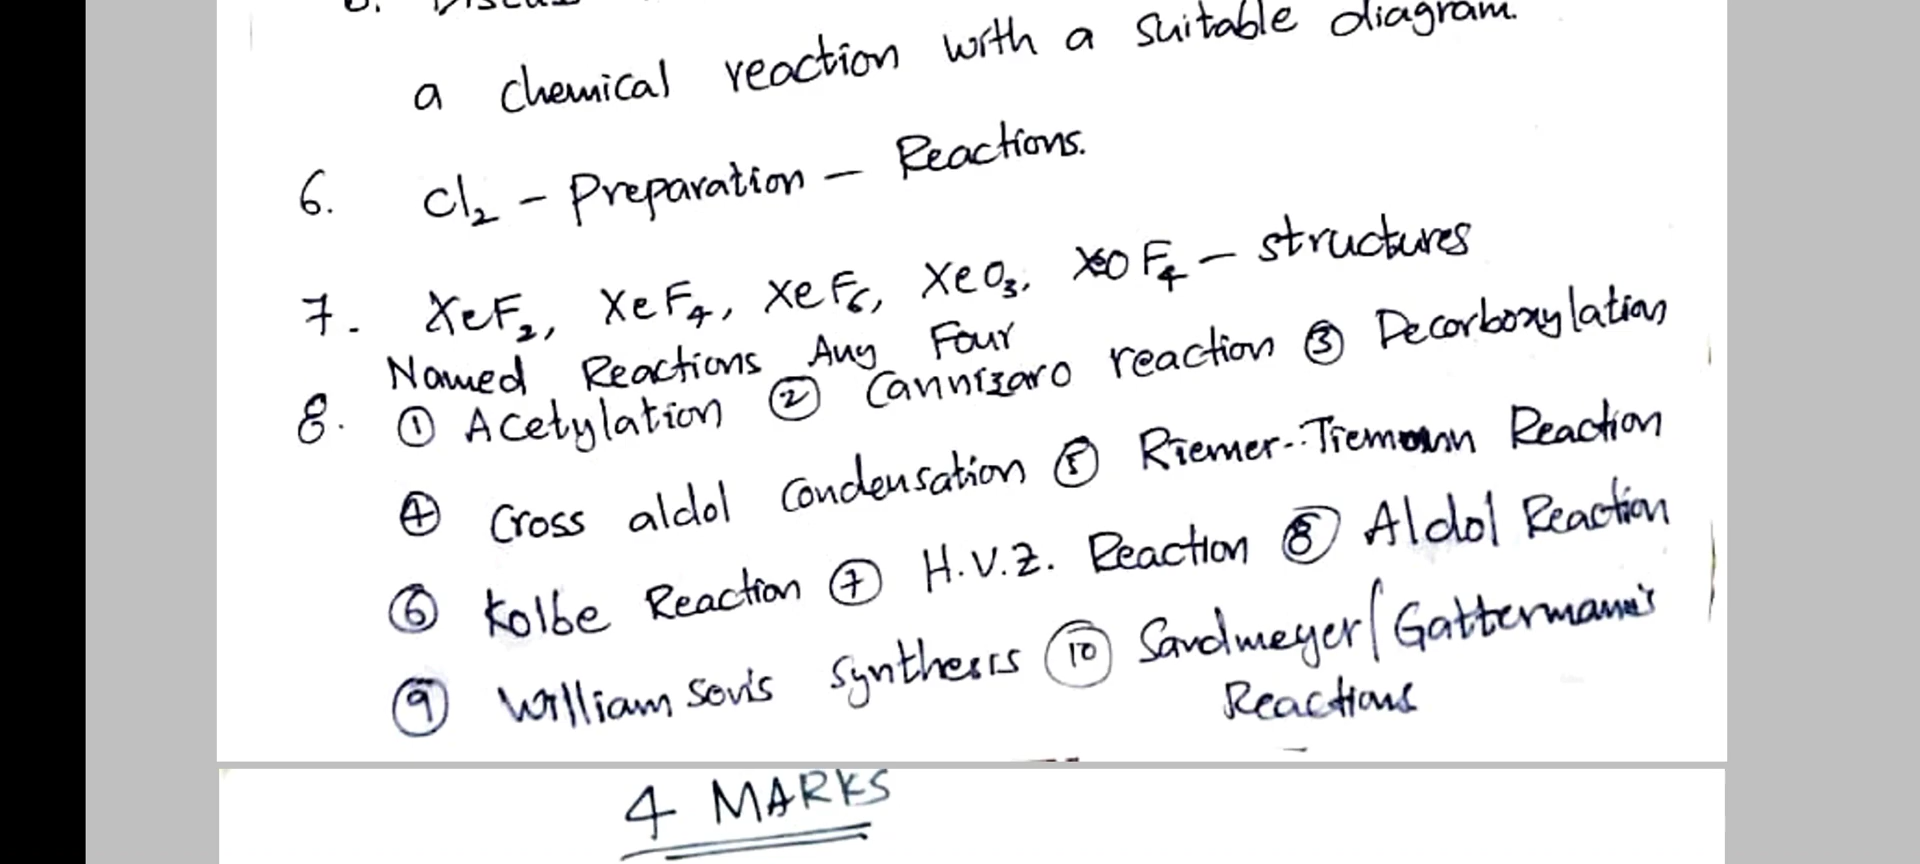 a chemical reaction with a suitable diagram.
6. Cl₂ - Preparation - Reactions.
7. XeF₂, XeF₄, XeF₆, XeO₃, XeOF₄ - structures
Named Reactions Any Four
8. ① Acetylation ② Cannizaro reaction ③ Decorboxylation
④ Cross aldol Condensation ⑤ Riemer-Tiemann Reaction
⑥ Kolbe Reaction ⑦ H.V.Z. Reaction ⑧ Aldol Reaction
⑨ William son's synthesis ⑩ Sandmeyer/Gattermann's
Reactions
4 MARKS